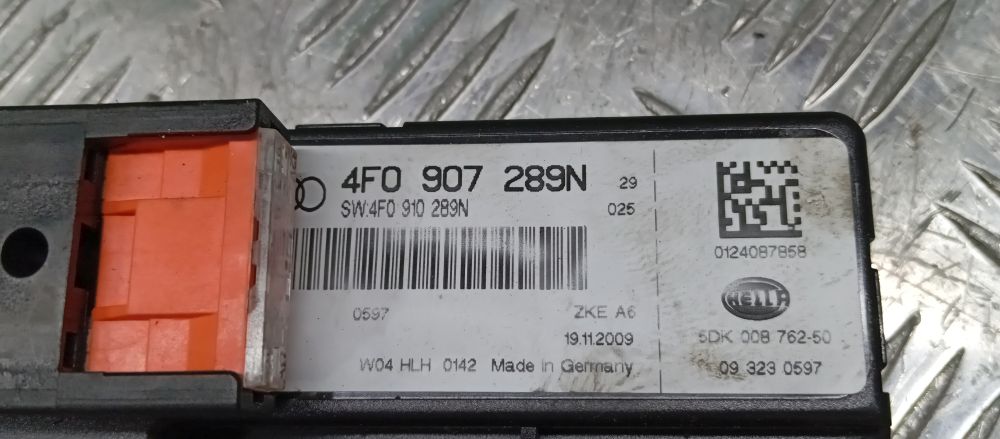 4F0 907 289N
29
SW:4F0 910 289N
025
0597
ZKE A6
19.11.2009
W04 HLH 0142 Made in Germany
0124087858
HELLA
5DK 008 762-50
09 323 0597